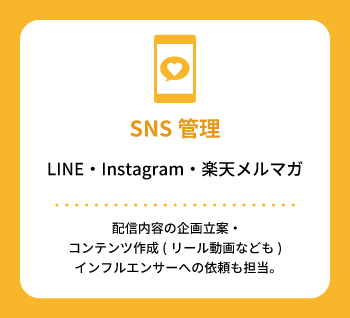 SNS 管理
LINE・Instagram・楽天メルマガ
配信内容の企画立案・
コンテンツ作成 ( リール動画なども )
インフルエンサーへの依頼も担当。